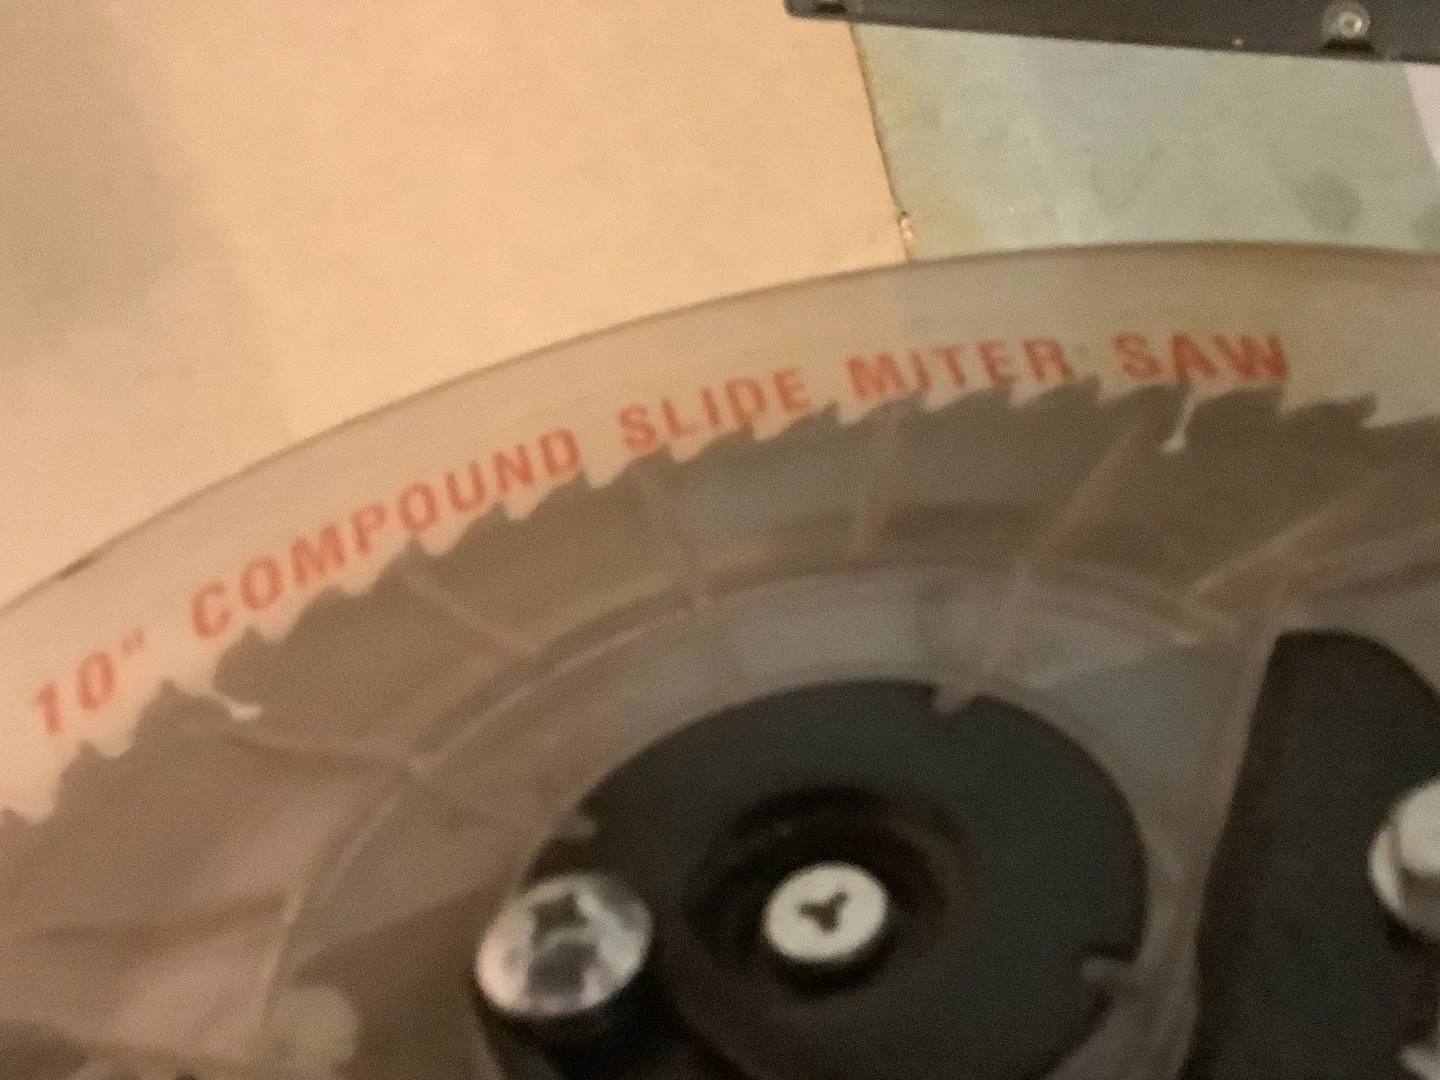 10" COMPOUND SLIDE MITER SAW